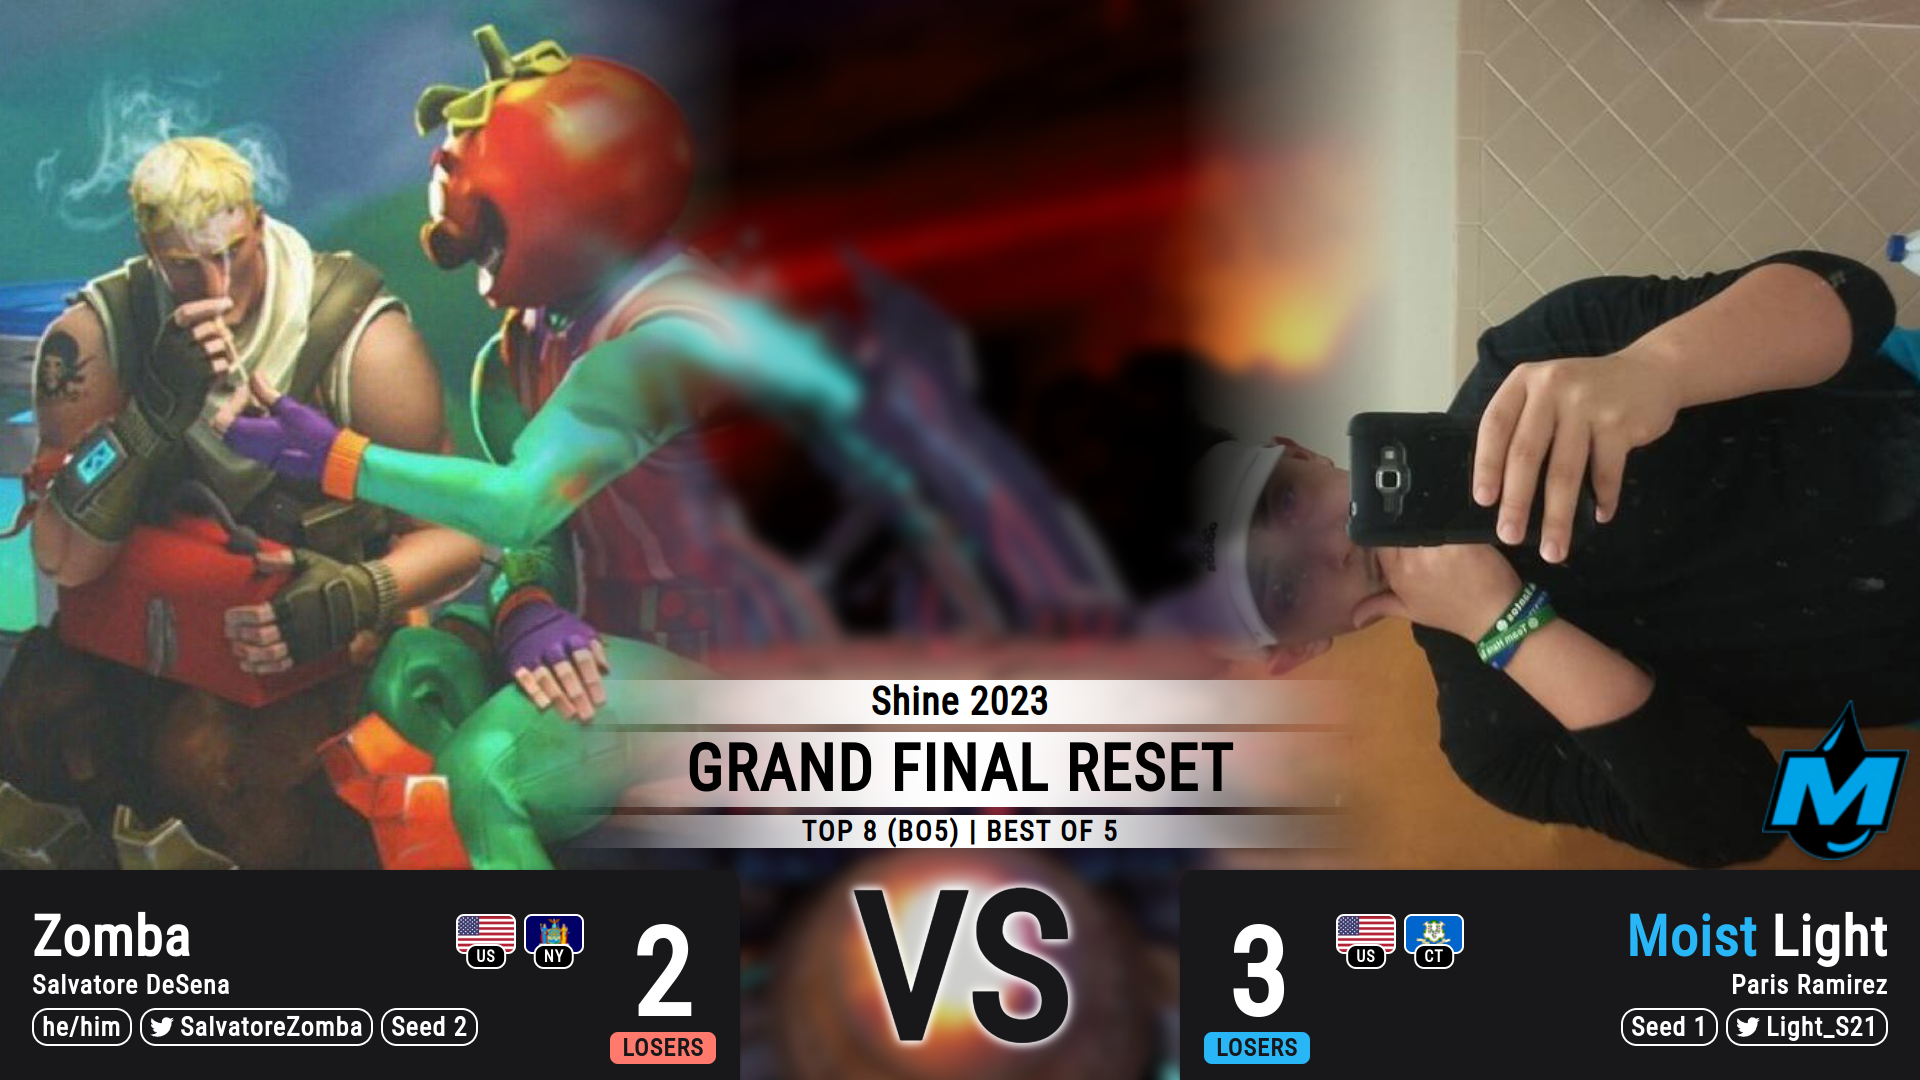 Shine 2023
GRAND FINAL RESET
TOP 8 (BO5) | BEST OF 5
VS
Zomba
Salvatore DeSena
he/him SalvatoreZomba Seed 2
US NY
2
LOSERS
3
LOSERS
US CT
Moist Light
Paris Ramirez
Seed 1 Light_S21
M